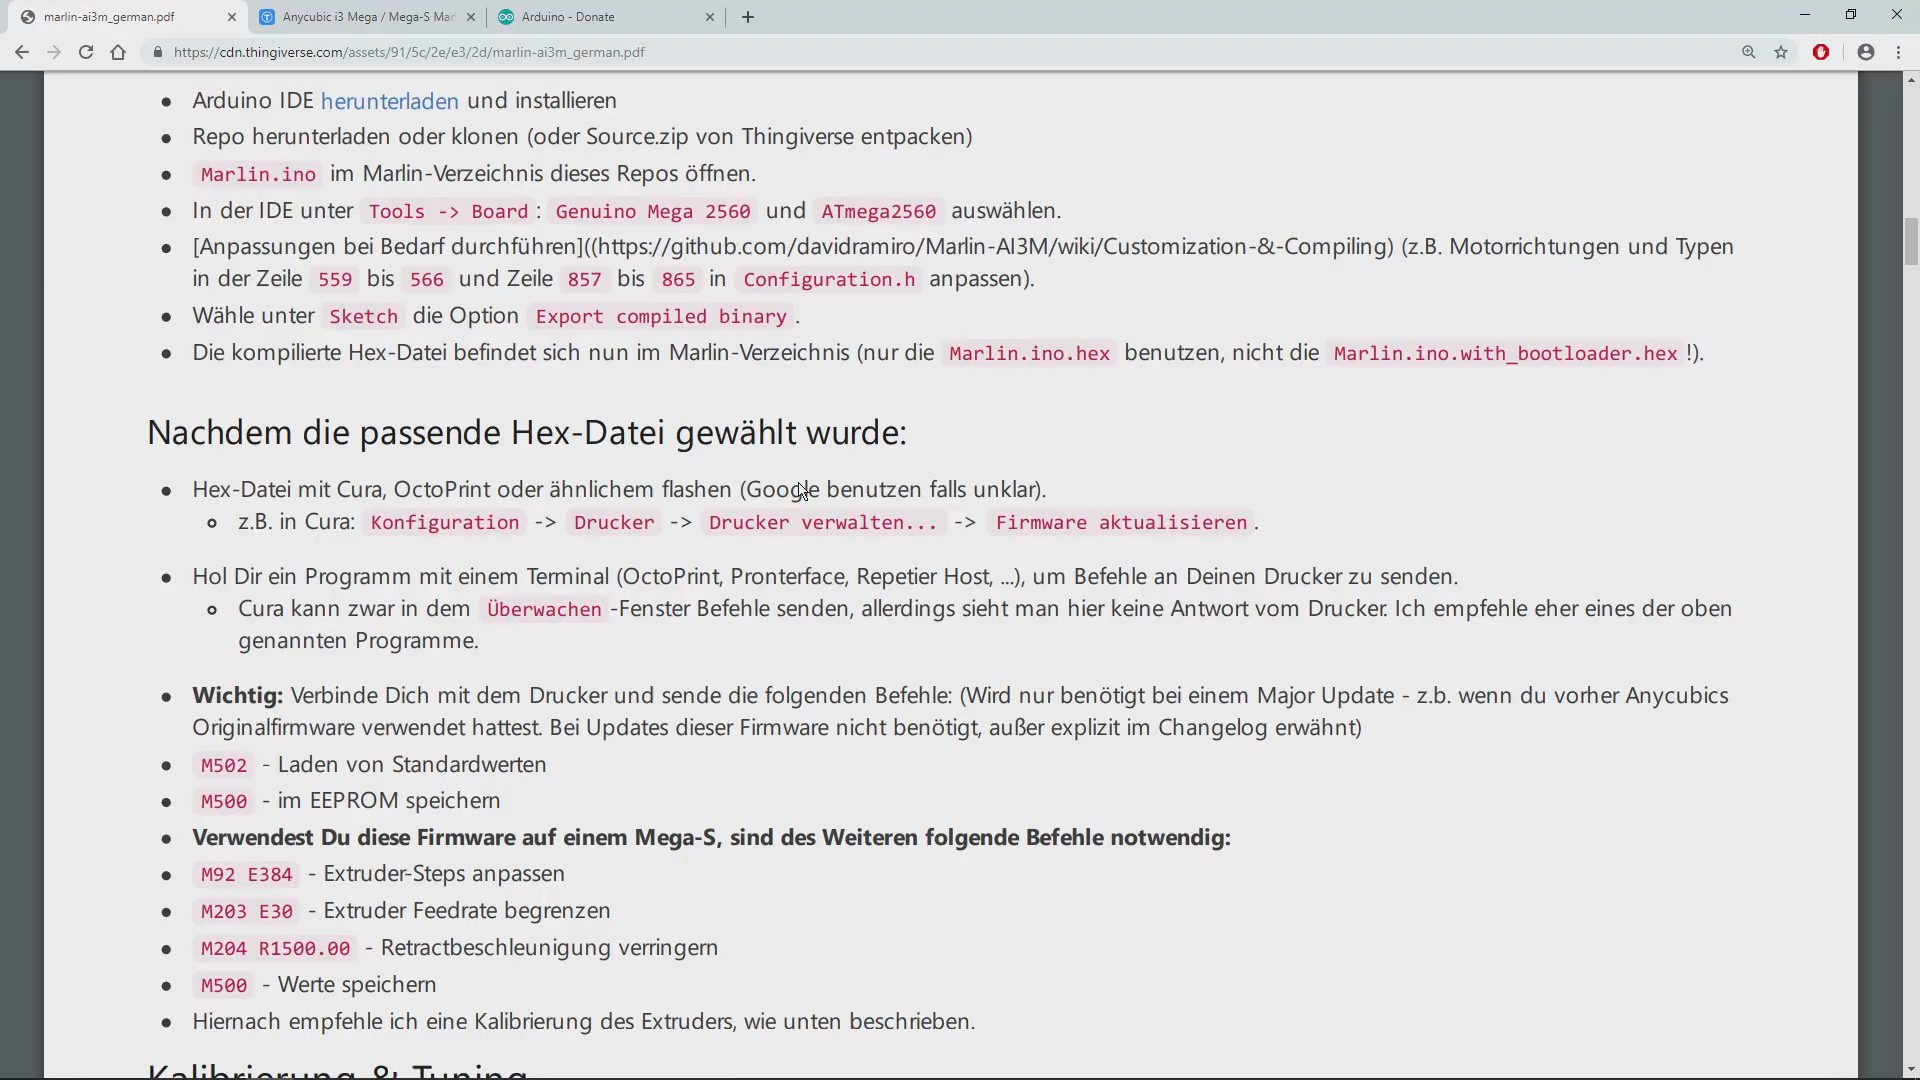 marlin-ai3m_german.pdf
Anycubic i3 Mega / Mega-S Mar
Arduino - Donate
https://cdn.thingiverse.com/assets/91/5c/2e/e3/2d/marlin-ai3m_german.pdf
Arduino IDE herunterladen und installieren
Repo herunterladen oder klonen (oder Source.zip von Thingiverse entpacken)
Marlin.ino im Marlin-Verzeichnis dieses Repos öffnen.
In der IDE unter Tools -> Board: Genuino Mega 2560 und ATmega2560 auswählen.
[Anpassungen bei Bedarf durchführen]((https://github.com/davidramiro/Marlin-AI3M/wiki/Customization-&-Compiling) (z.B. Motorrichtungen und Typen
in der Zeile 559 bis 566 und Zeile 857 bis 865 in Configuration.h anpassen).
Wähle unter Sketch die Option Export compiled binary.
Die kompilierte Hex-Datei befindet sich nun im Marlin-Verzeichnis (nur die Marlin.ino.hex benutzen, nicht die Marlin.ino.with_bootloader.hex!).
Nachdem die passende Hex-Datei gewählt wurde:
Hex-Datei mit Cura, OctoPrint oder ähnlichem flashen (Google benutzen falls unklar).
z.B. in Cura: Konfiguration -> Drucker -> Drucker verwalten... -> Firmware aktualisieren.
Hol Dir ein Programm mit einem Terminal (OctoPrint, Pronterface, Repetier Host, ...), um Befehle an Deinen Drucker zu senden.
Cura kann zwar in dem Überwachen-Fenster Befehle senden, allerdings sieht man hier keine Antwort vom Drucker. Ich empfehle eher eines der oben
genannten Programme.
Wichtig: Verbinde Dich mit dem Drucker und sende die folgenden Befehle: (Wird nur benötigt bei einem Major Update - z.b. wenn du vorher Anycubics
Originalfirmware verwendet hattest. Bei Updates dieser Firmware nicht benötigt, außer explizit im Changelog erwähnt)
M502 - Laden von Standardwerten
M500 - im EEPROM speichern
Verwendest Du diese Firmware auf einem Mega-S, sind des Weiteren folgende Befehle notwendig:
M92 E384 - Extruder-Steps anpassen
M203 E30 - Extruder Feedrate begrenzen
M204 R1500.00 - Retractbeschleunigung verringern
M500 - Werte speichern
Hiernach empfehle ich eine Kalibrierung des Extruders, wie unten beschrieben.
Kalibrierung & Tuning